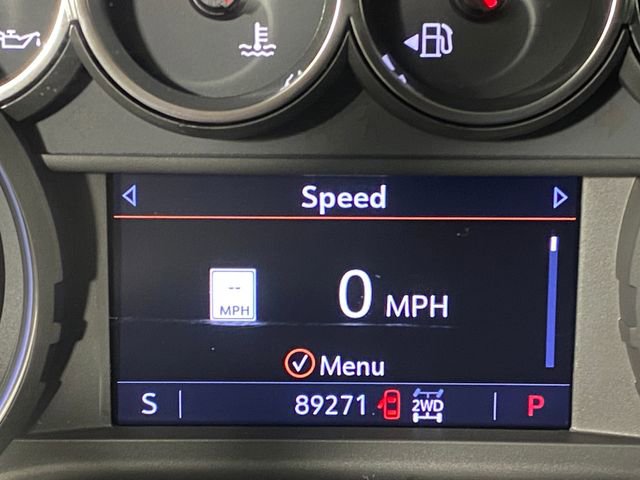 Speed
--
MPH
0 MPH
Menu
S 89271 2WD P